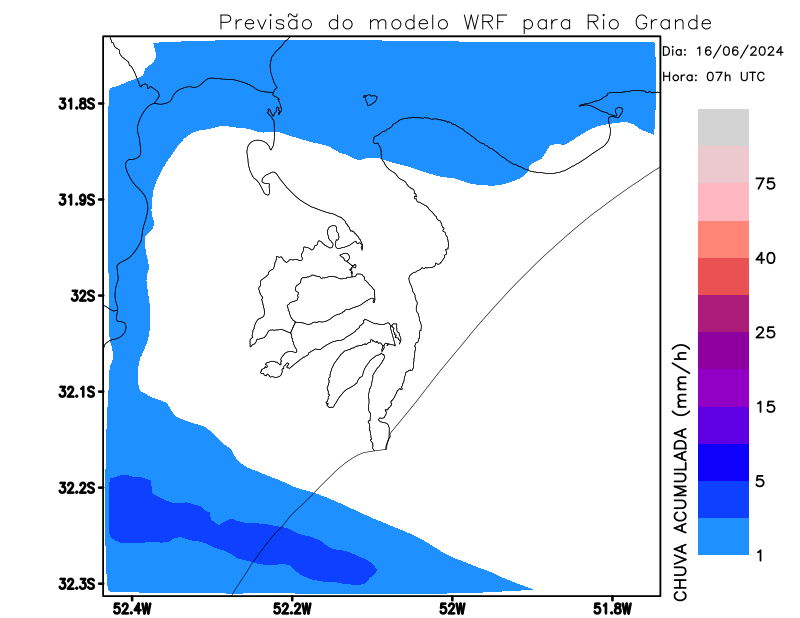 Previsão do modelo WRF para Rio Grande
Dia: 16/06/2024
Hora: 07h UTC
31.8S
31.9S
32S
32.1S
32.2S
32.3S
52.4W
52.2W
52W
51.8W
75
40
25
15
5
1
CHUVA ACUMULADA (mm/h)